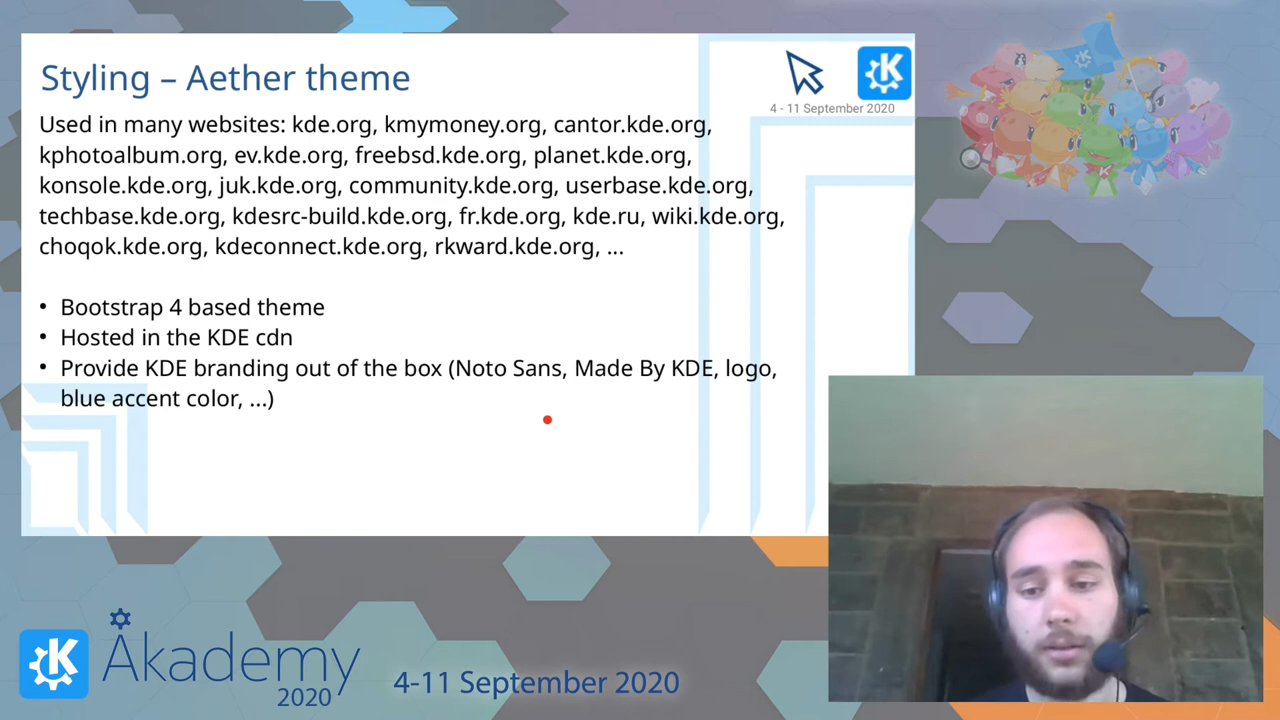 Styling – Aether theme
4 - 11 September 2020
Used in many websites: kde.org, kmymoney.org, cantor.kde.org,
kphotoalbum.org, ev.kde.org, freebsd.kde.org, planet.kde.org,
konsole.kde.org, juk.kde.org, community.kde.org, userbase.kde.org,
techbase.kde.org, kdesrc-build.kde.org, fr.kde.org, kde.ru, wiki.kde.org,
choqok.kde.org, kdeconnect.kde.org, rkward.kde.org, ...
• Bootstrap 4 based theme
• Hosted in the KDE cdn
• Provide KDE branding out of the box (Noto Sans, Made By KDE, logo,
blue accent color, ...)
Akademy
2020
4-11 September 2020